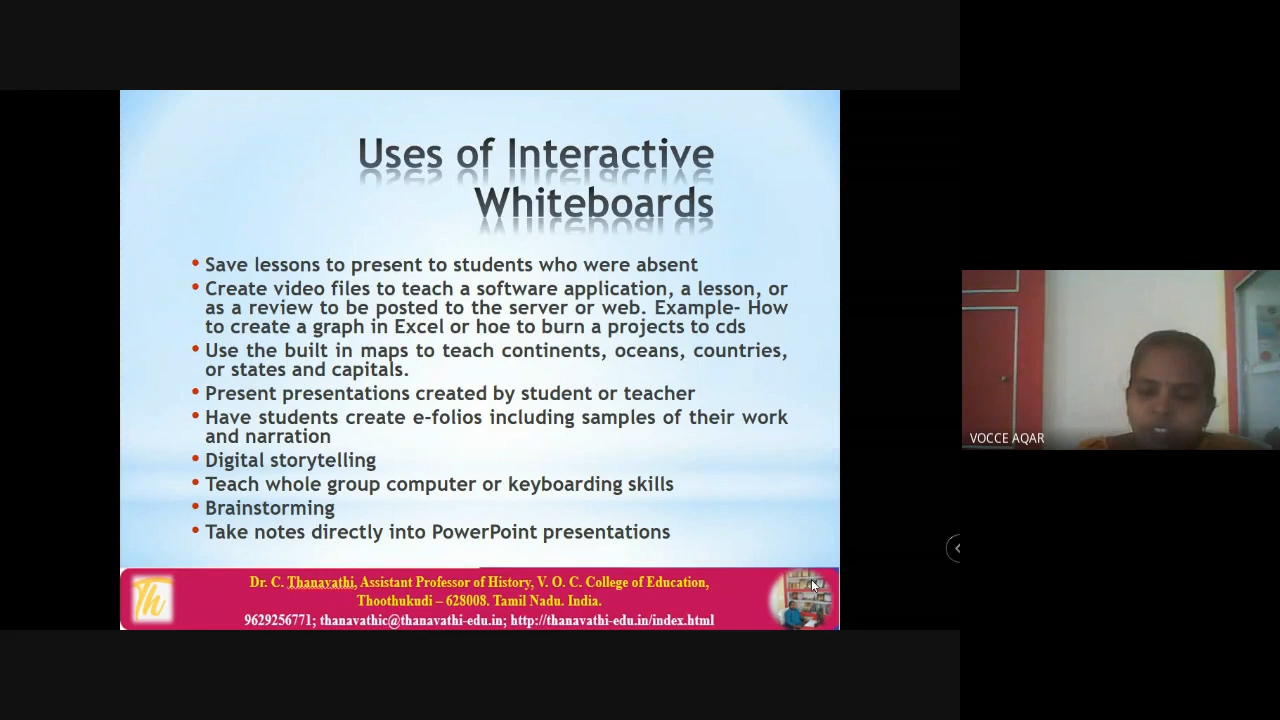 Uses of Interactive
Whiteboards
• Save lessons to present to students who were absent
• Create video files to teach a software application, a lesson, or
as a review to be posted to the server or web. Example- How
to create a graph in Excel or hoe to burn a projects to cds
• Use the built in maps to teach continents, oceans, countries,
or states and capitals.
• Present presentations created by student or teacher
• Have students create e-folios including samples of their work
and narration
• Digital storytelling
• Teach whole group computer or keyboarding skills
• Brainstorming
• Take notes directly into PowerPoint presentations
Th
Dr. C. Thanavathi, Assistant Professor of History, V. O. C. College of Education,
Thoothukudi – 628008. Tamil Nadu. India.
9629256771; thanavathic@thanavathi-edu.in; http://thanavathi-edu.in/index.html
VOCCE AQAR